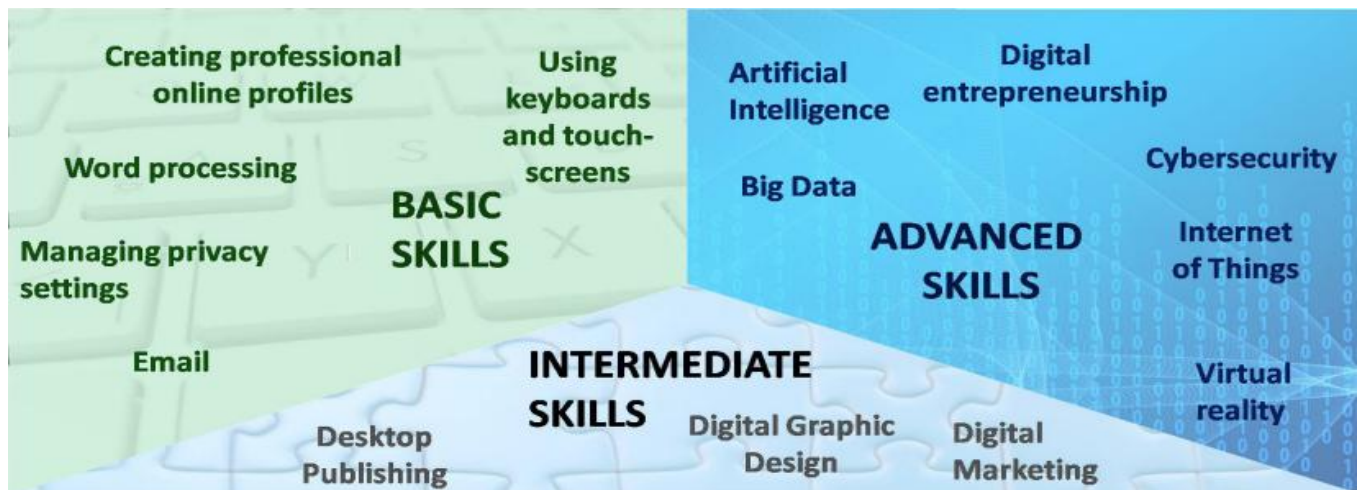 Creating professional
online profiles
Using
keyboards
and touch-
screens
Word processing
BASIC
SKILLS
Managing privacy
settings
Email
Artificial
Intelligence
Digital
entrepreneurship
Cybersecurity
Big Data
ADVANCED
SKILLS
Internet
of Things
Virtual
reality
INTERMEDIATE
SKILLS
Desktop
Publishing
Digital Graphic
Design
Digital
Marketing